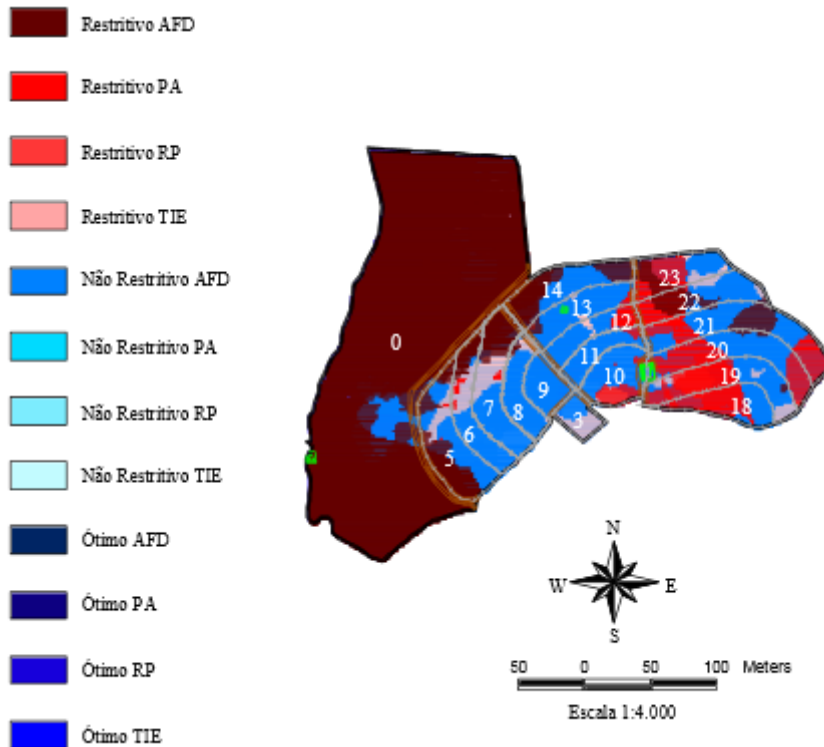 Restritivo AFD
Restritivo PA
Restritivo RP
Restritivo TIE
Não Restritivo AFD
Não Restritivo PA
Não Restritivo RP
Não Restritivo TIE
Ótimo AFD
Ótimo PA
Ótimo RP
Ótimo TIE
0
14
13
12
11
10
9
8
7
6
5
3
23
22
21
20
19
18
N
W
E
S
50 0 50 100 Meters
Escala 1:4.000